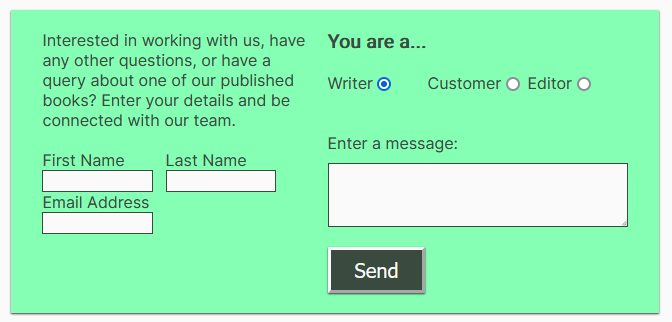 Interested in working with us, have
any other questions, or have a
query about one of our published
books? Enter your details and be
connected with our team.
First Name Last Name
Email Address
You are a...
Writer Customer Editor
Enter a message:
Send